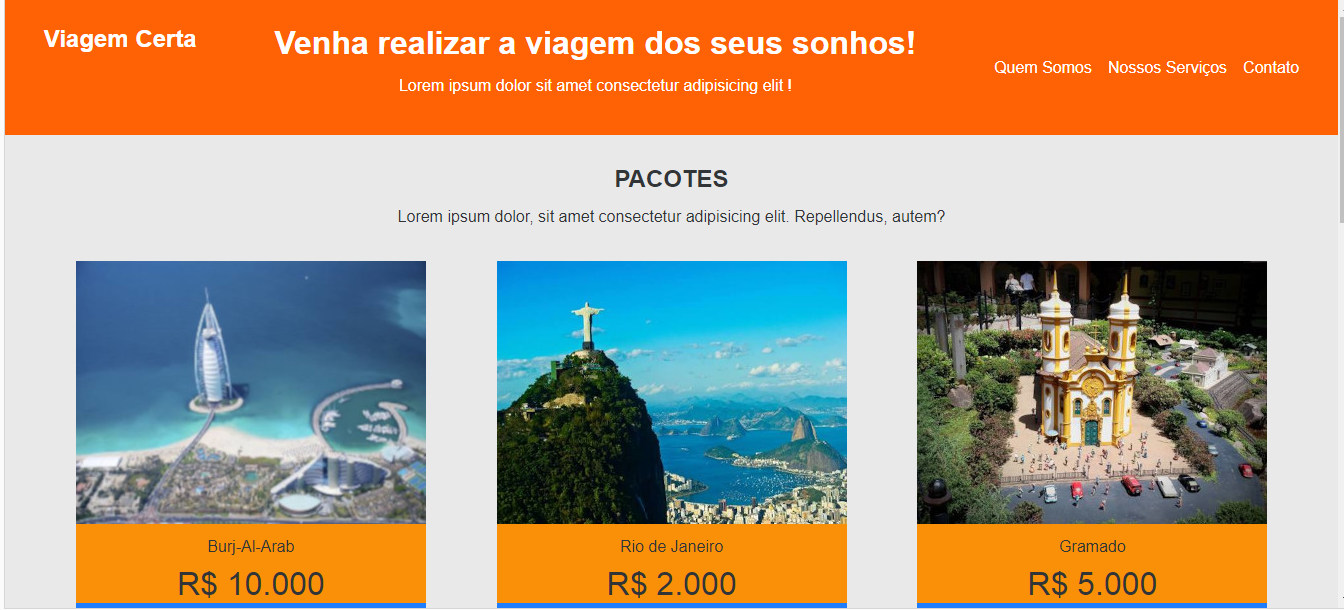 Viagem Certa
Venha realizar a viagem dos seus sonhos!
Lorem ipsum dolor sit amet consectetur adipisicing elit !
Quem Somos Nossos Serviços Contato
PACOTES
Lorem ipsum dolor, sit amet consectetur adipisicing elit. Repellendus, autem?
Burj-Al-Arab
R$ 10.000
Rio de Janeiro
R$ 2.000
Gramado
R$ 5.000